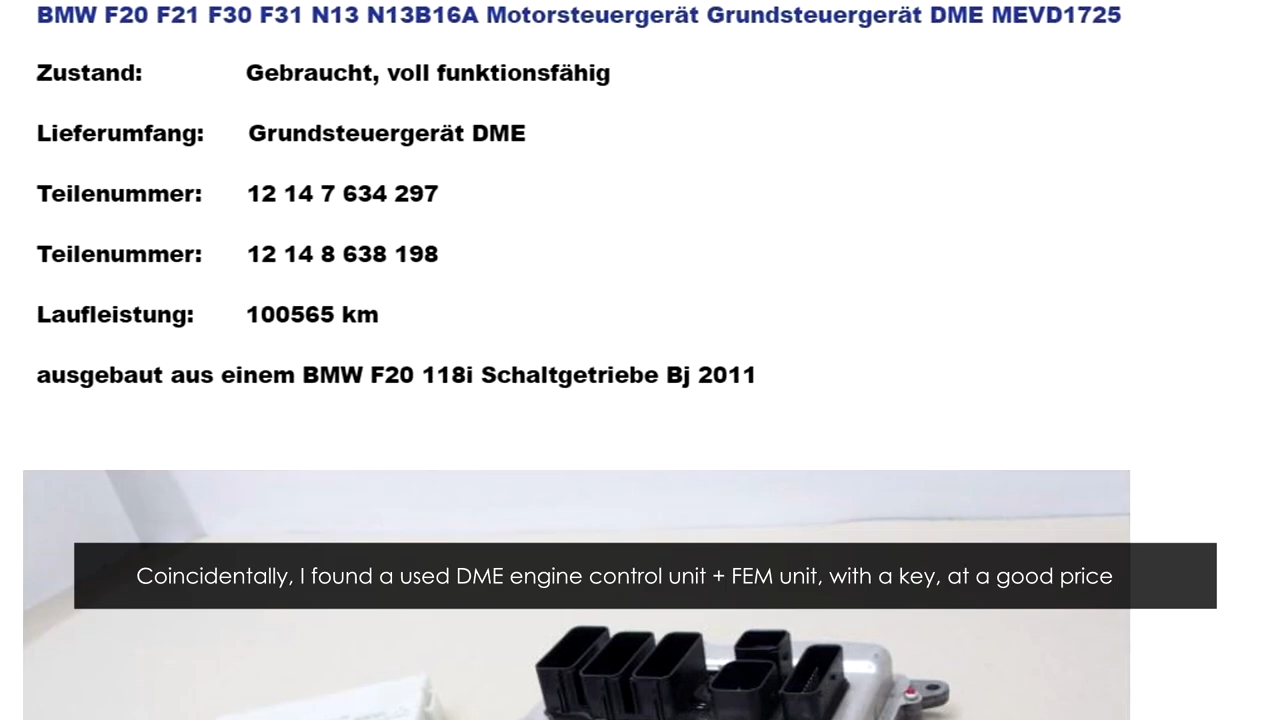 BMW F20 F21 F30 F31 N13 N13B16A Motorsteuergerät Grundsteuergerät DME MEVD1725
Zustand: Gebraucht, voll funktionsfähig
Lieferumfang: Grundsteuergerät DME
Teilenummer: 12 14 7 634 297
Teilenummer: 12 14 8 638 198
Laufleistung: 100565 km
ausgebaut aus einem BMW F20 118i Schaltgetriebe Bj 2011
Coincidentally, I found a used DME engine control unit + FEM unit, with a key, at a good price